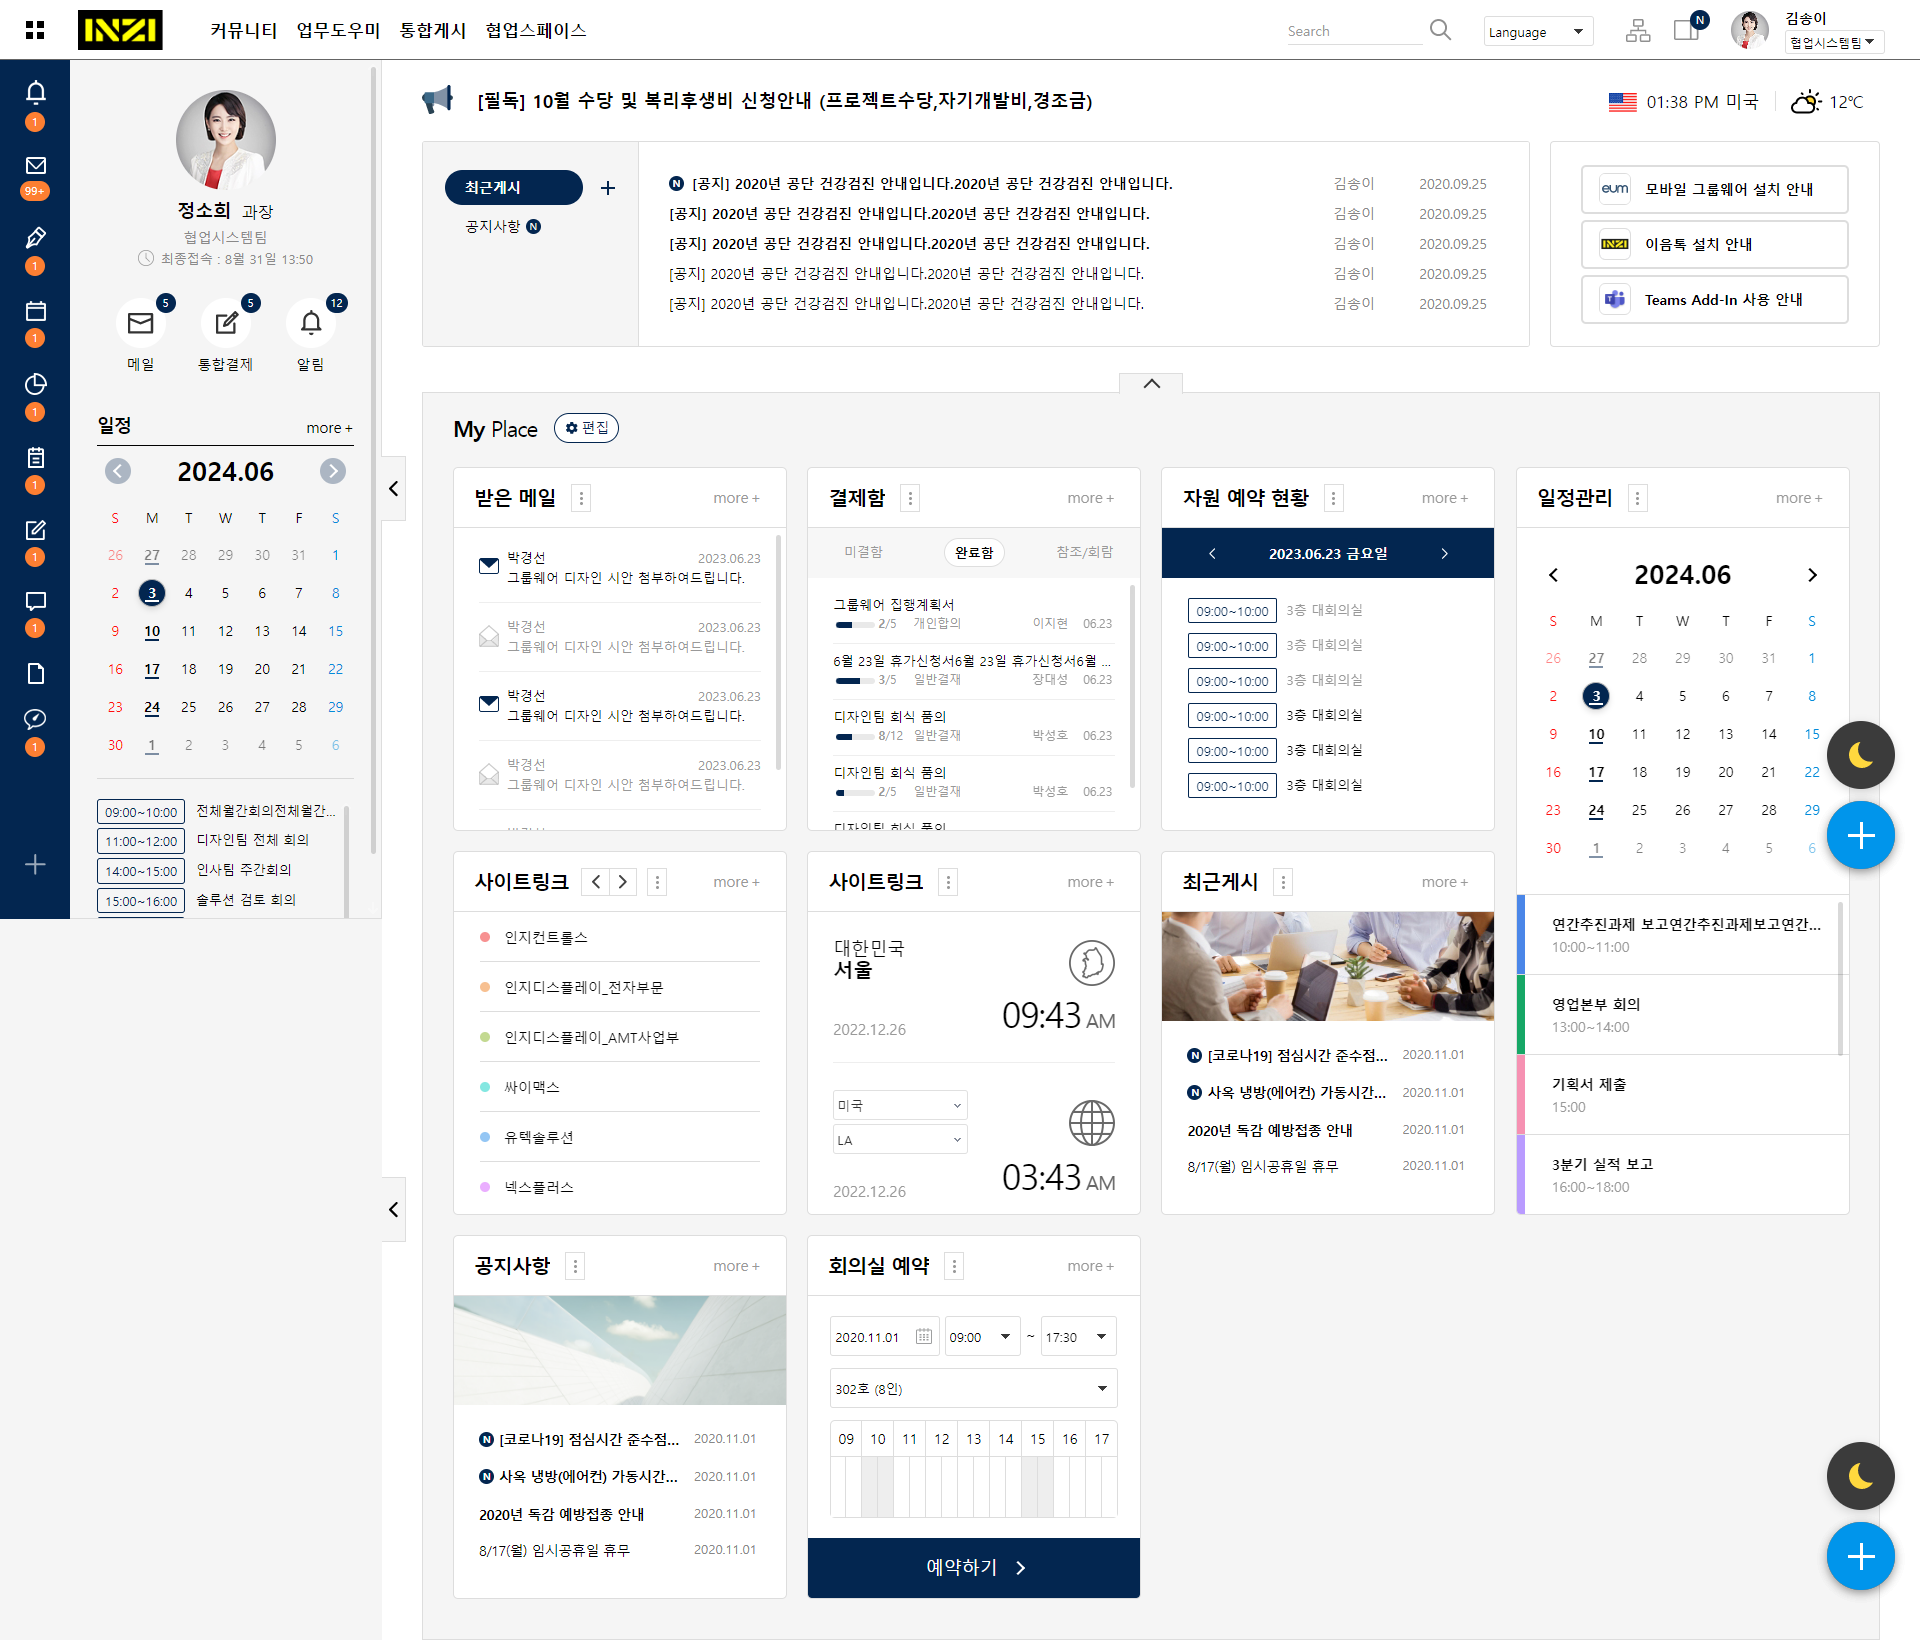 INZI
커뮤니티 업무도우미 통합게시 협업스페이스
Search
Language
N
김송이
협업시스템팀
1
99+
1
1
1
1
1
1
1
정소희 과장
협업시스템팀
최종접속 : 8월 31일 13:50
5 5 12
메일 통합결제 알림
일정 more +
2024.06
S M T W T F S
26 27 28 29 30 31 1
2 3 4 5 6 7 8
9 10 11 12 13 14 15
16 17 18 19 20 21 22
23 24 25 26 27 28 29
30 1 2 3 4 5 6
09:00~10:00 전체월간회의전체월간...
11:00~12:00 디자인팀 전체 회의
14:00~15:00 인사팀 주간회의
15:00~16:00 솔루션 검토 회의
[필독] 10월 수당 및 복리후생비 신청안내 (프로젝트수당,자기개발비,경조금)
01:38 PM 미국 12℃
최근게시
공지사항 N
N [공지] 2020년 공단 건강검진 안내입니다.2020년 공단 건강검진 안내입니다. 김송이 2020.09.25
[공지] 2020년 공단 건강검진 안내입니다.2020년 공단 건강검진 안내입니다. 김송이 2020.09.25
[공지] 2020년 공단 건강검진 안내입니다.2020년 공단 건강검진 안내입니다. 김송이 2020.09.25
[공지] 2020년 공단 건강검진 안내입니다.2020년 공단 건강검진 안내입니다. 김송이 2020.09.25
[공지] 2020년 공단 건강검진 안내입니다.2020년 공단 건강검진 안내입니다. 김송이 2020.09.25
eum 모바일 그룹웨어 설치 안내
INZI 이음톡 설치 안내
Teams Add-In 사용 안내
My Place 편집
받은 메일 more +
박경선 2023.06.23
그룹웨어 디자인 시안 첨부하여드립니다.
박경선 2023.06.23
그룹웨어 디자인 시안 첨부하여드립니다.
박경선 2023.06.23
그룹웨어 디자인 시안 첨부하여드립니다.
박경선 2023.06.23
그룹웨어 디자인 시안 첨부하여드립니다.
결제함 more +
미결함 완료함 참조/회람
그룹웨어 집행계획서
2/5 개인합의 이지현 06.23
6월 23일 휴가신청서6월 23일 휴가신청서6월 ...
3/5 일반결재 장대성 06.23
디자인팀 회식 품의
8/12 일반결재 박성호 06.23
디자인팀 회식 품의
2/5 일반결재 박성호 06.23
디자인팀 회식 품의
자원 예약 현황 more +
2023.06.23 금요일
09:00~10:00 3층 대회의실
09:00~10:00 3층 대회의실
09:00~10:00 3층 대회의실
09:00~10:00 3층 대회의실
09:00~10:00 3층 대회의실
09:00~10:00 3층 대회의실
일정관리 more +
2024.06
S M T W T F S
26 27 28 29 30 31 1
2 3 4 5 6 7 8
9 10 11 12 13 14 15
16 17 18 19 20 21 22
23 24 25 26 27 28 29
30 1 2 3 4 5 6
연간추진과제 보고연간추진과제보고연간...
10:00~11:00
영업본부 회의
13:00~14:00
기획서 제출
15:00
3분기 실적 보고
16:00~18:00
사이트링크 more +
인지컨트롤스
인지디스플레이_전자부문
인지디스플레이_AMT사업부
싸이맥스
유텍솔루션
넥스플러스
사이트링크 more +
대한민국
서울
2022.12.26 09:43 AM
미국
LA
2022.12.26 03:43 AM
최근게시 more +
N [코로나19] 점심시간 준수점... 2020.11.01
N 사옥 냉방(에어컨) 가동시간... 2020.11.01
2020년 독감 예방접종 안내 2020.11.01
8/17(월) 임시공휴일 휴무 2020.11.01
공지사항 more +
N [코로나19] 점심시간 준수점... 2020.11.01
N 사옥 냉방(에어컨) 가동시간... 2020.11.01
2020년 독감 예방접종 안내 2020.11.01
8/17(월) 임시공휴일 휴무 2020.11.01
회의실 예약 more +
2020.11.01 09:00 ~ 17:30
302호 (8인)
09 10 11 12 13 14 15 16 17
예약하기